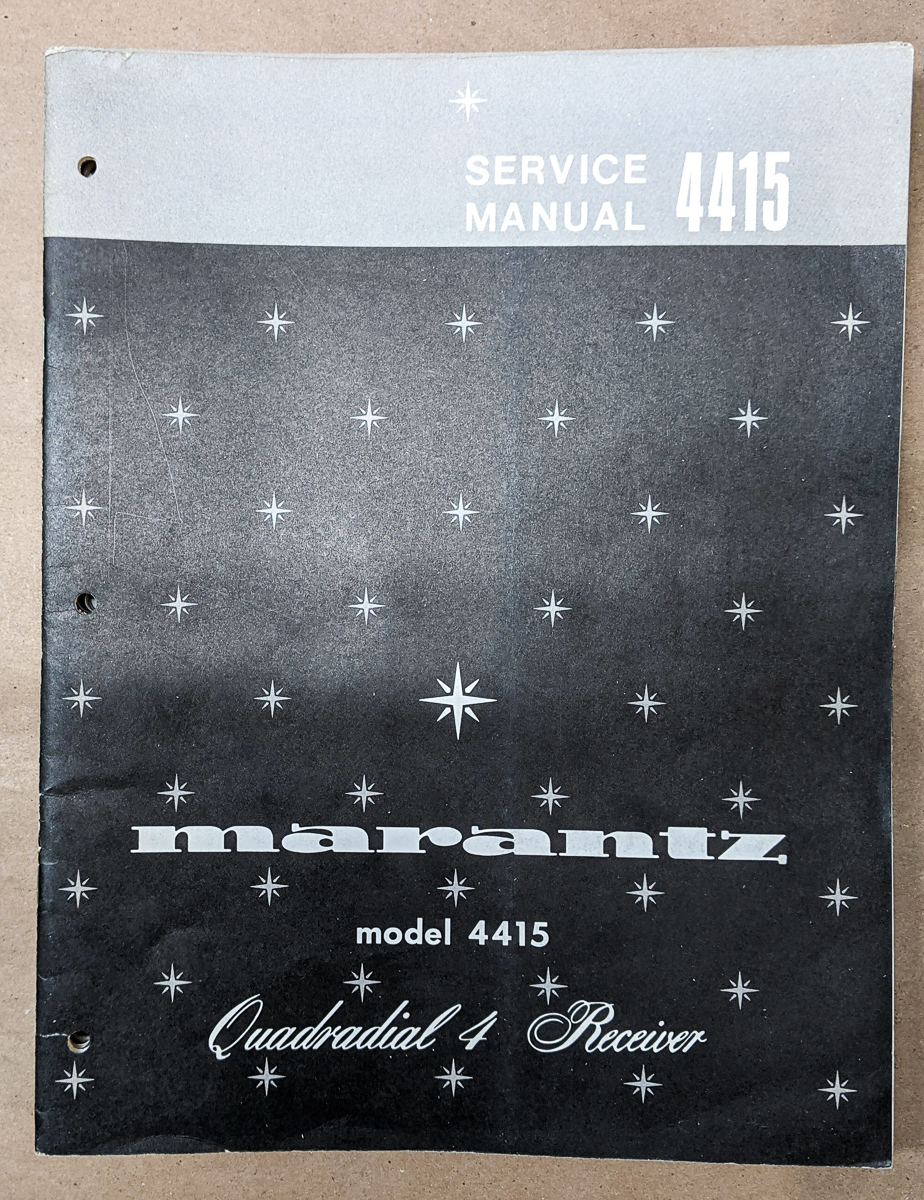 SERVICE
MANUAL 4415
marantz
model 4415
Quadradial 4 Receiver